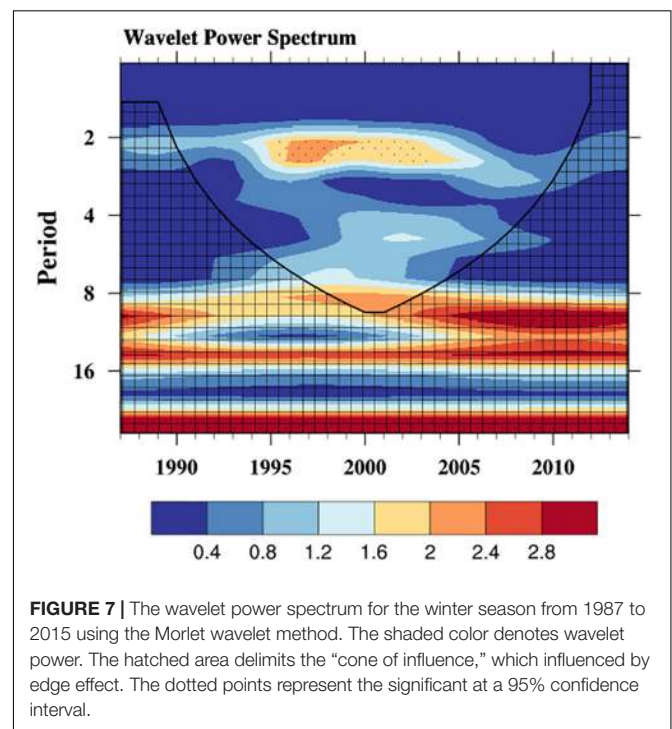 Wavelet Power Spectrum
Period
2
4
8
16
1990 1995 2000 2005 2010
0.4 0.8 1.2 1.6 2 2.4 2.8
FIGURE 7 | The wavelet power spectrum for the winter season from 1987 to
2015 using the Morlet wavelet method. The shaded color denotes wavelet
power. The hatched area delimits the “cone of influence,” which influenced by
edge effect. The dotted points represent the significant at a 95% confidence
interval.